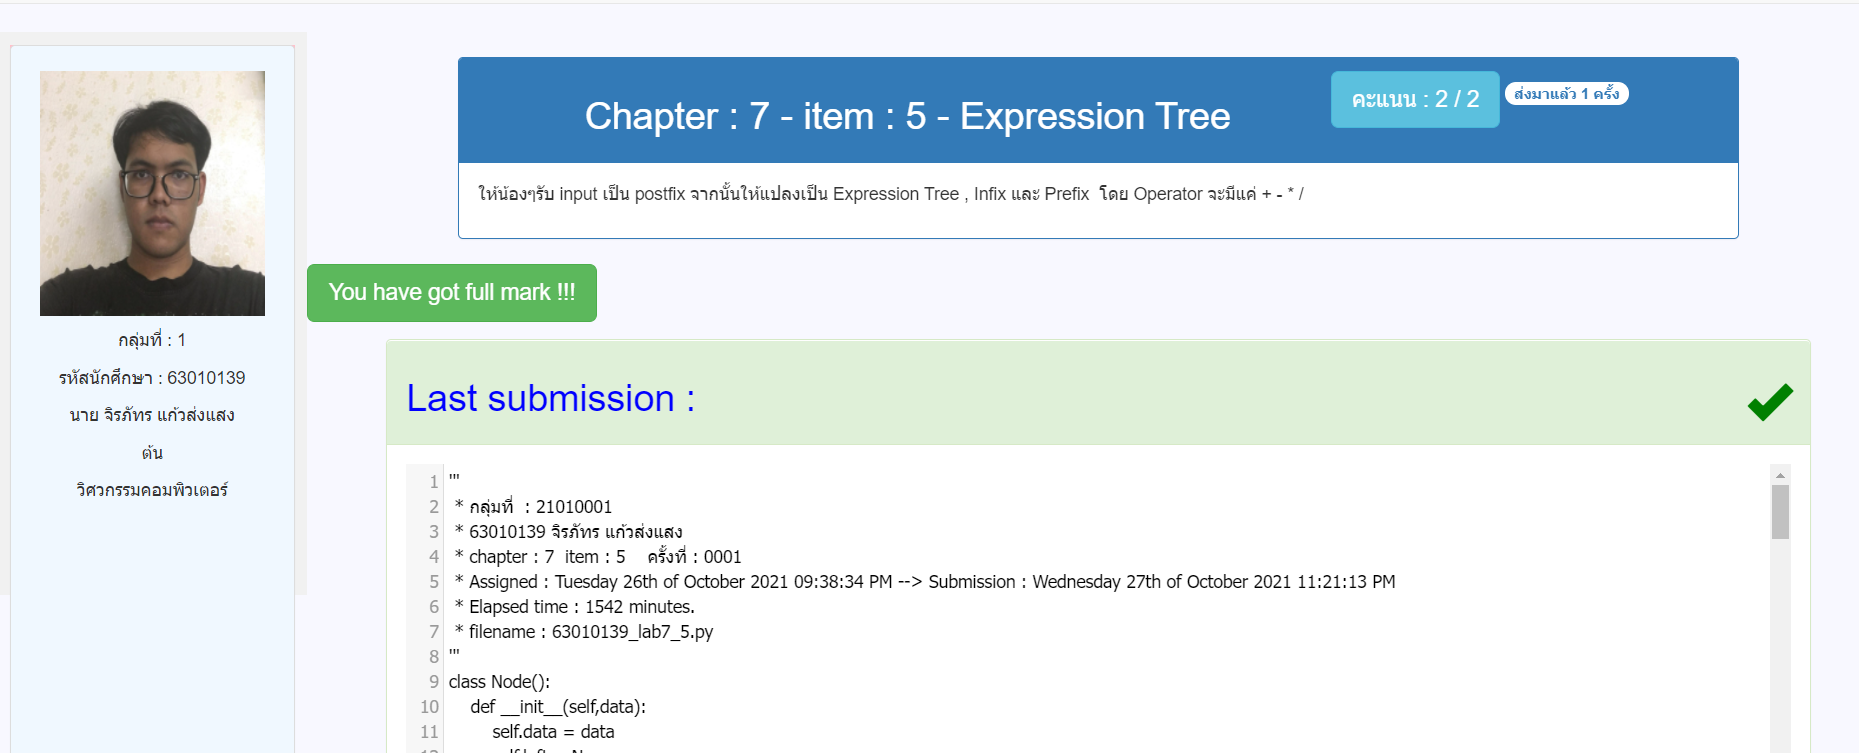 Chapter : 7 - item : 5 - Expression Tree
คะแนน : 2 / 2
ส่งมาแล้ว 1 ครั้ง
ให้น้องๆรับ input เป็น postfix จากนั้นให้แปลงเป็น Expression Tree , Infix และ Prefix  โดย Operator จะมีแค่ + - * /
You have got full mark !!!
กลุ่มที่ : 1
รหัสนักศึกษา : 63010139
นาย จิรภัทร แก้วส่งแสง
ต้น
วิศวกรรมคอมพิวเตอร์
Last submission :
1 '''
2 * กลุ่มที่  : 21010001
3 * 63010139 จิรภัทร แก้วส่งแสง
4 * chapter : 7  item : 5    ครั้งที่ : 0001
5 * Assigned : Tuesday 26th of October 2021 09:38:34 PM --> Submission : Wednesday 27th of October 2021 11:21:13 PM
6 * Elapsed time : 1542 minutes.
7 * filename : 63010139_lab7_5.py
8 '''
9 class Node():
10 def __init__(self,data):
11 self.data = data